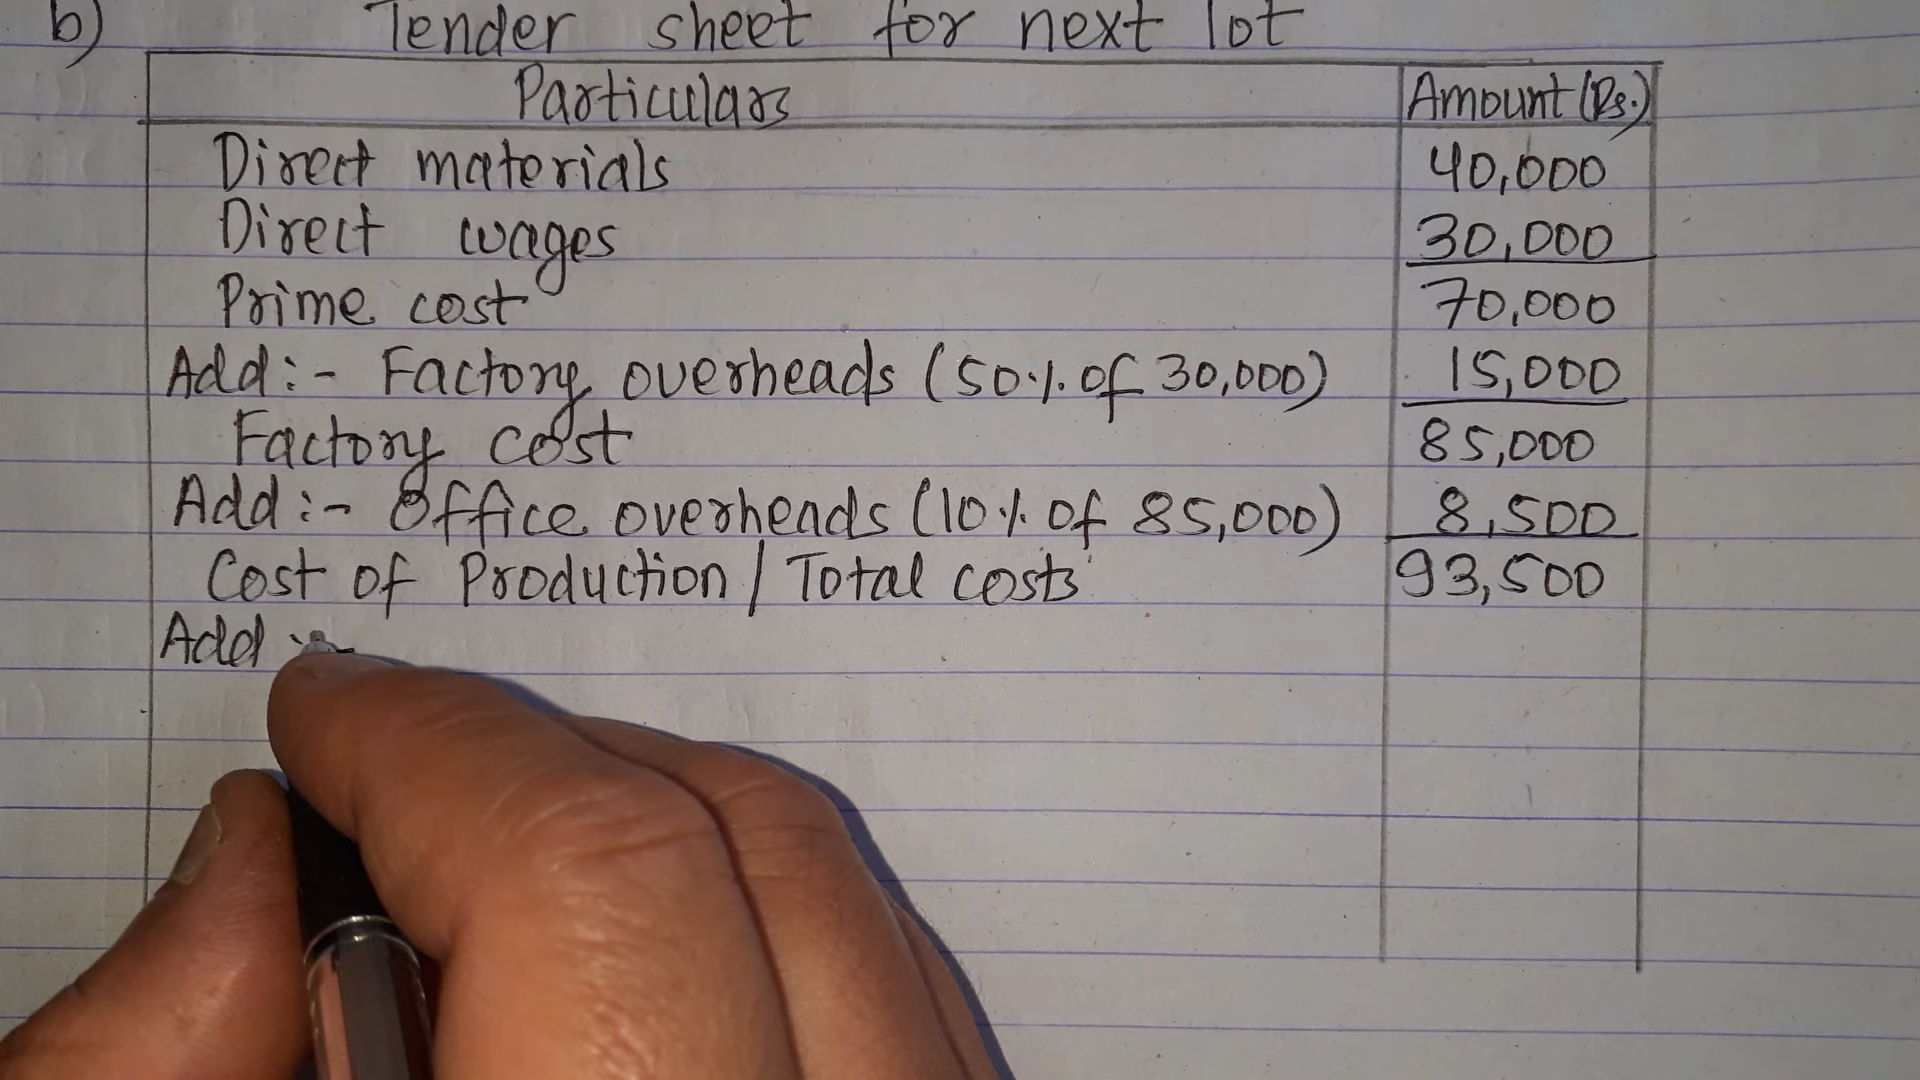 b) Tender sheet for next lot
Particulars Amount (Rs.)
Direct materials 40,000
Direct wages 30,000
Prime cost 70,000
Add :- Factory overheads (50% of 30,000) 15,000
Factory cost 85,000
Add :- Office overheads (10% of 85,000) 8,500
Cost of Production / Total costs 93,500
Add :-